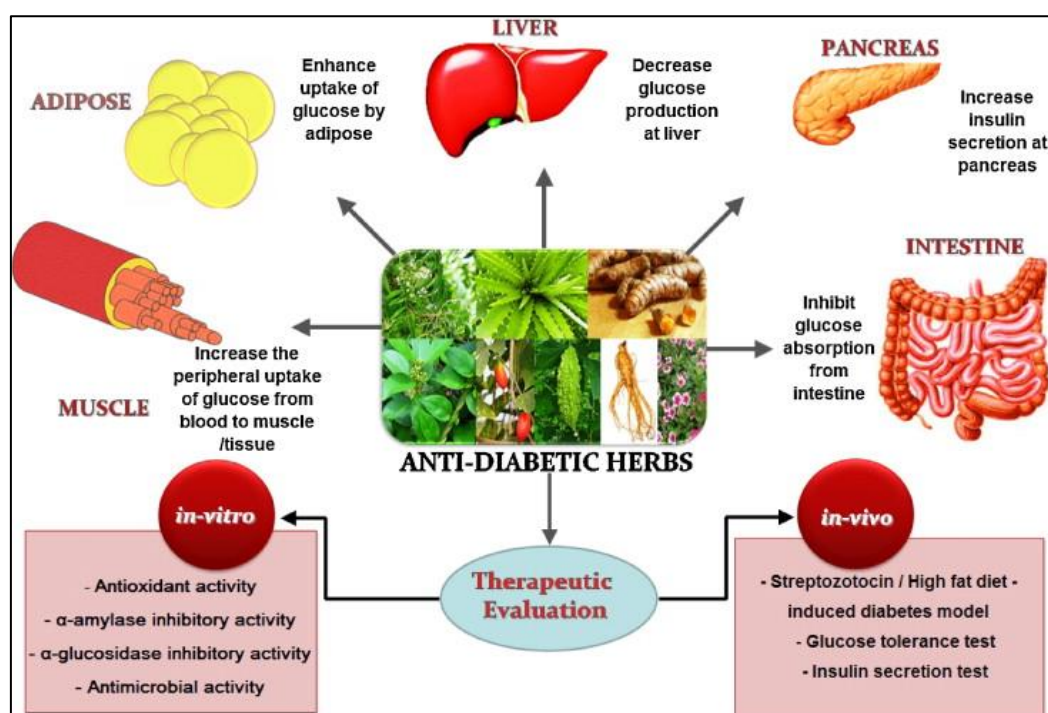 LIVER
PANCREAS
ADIPOSE
Enhance
uptake of
glucose by
adipose
Decrease
glucose
production
at liver
Increase
insulin
secretion at
pancreas
INTESTINE
Inhibit
glucose
absorption
from
intestine
MUSCLE
Increase the
peripheral uptake
of glucose from
blood to muscle
/tissue
ANTI-DIABETIC HERBS
in-vitro
in-vivo
Therapeutic
Evaluation
- Antioxidant activity
- α-amylase inhibitory activity
- α-glucosidase inhibitory activity
- Antimicrobial activity
- Streptozotocin / High fat diet -
induced diabetes model
- Glucose tolerance test
- Insulin secretion test